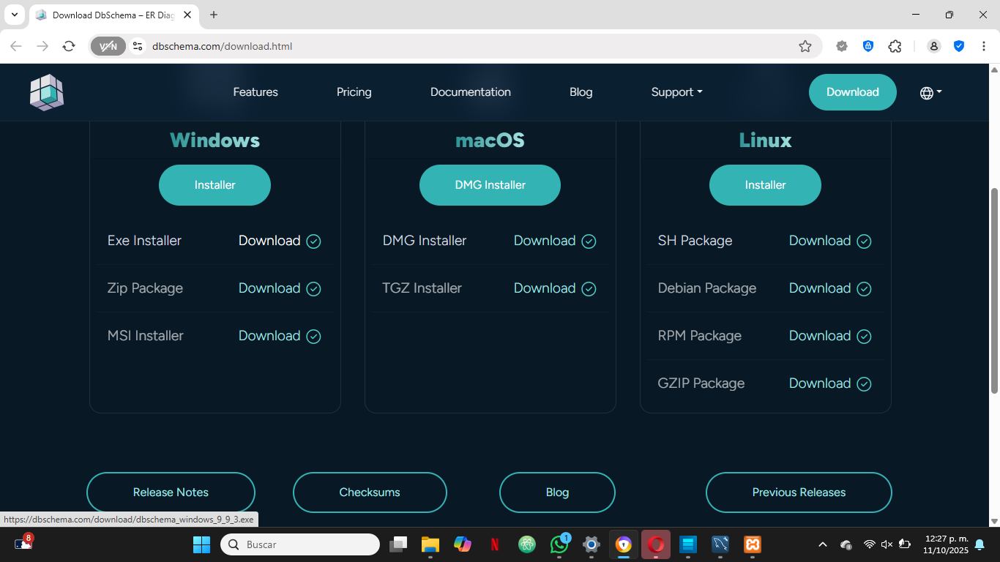 Download DbSchema – ER Diag
VPN
dbschema.com/download.html
Features
Pricing
Documentation
Blog
Support
Download
Windows
Installer
Exe Installer Download
Zip Package Download
MSI Installer Download
macOS
DMG Installer
DMG Installer Download
TGZ Installer Download
Linux
Installer
SH Package Download
Debian Package Download
RPM Package Download
GZIP Package Download
Release Notes
Checksums
Blog
Previous Releases
https://dbschema.com/download/dbschema_windows_9_9_3.exe
8
Buscar
N
1
12:27 p. m.
11/10/2025